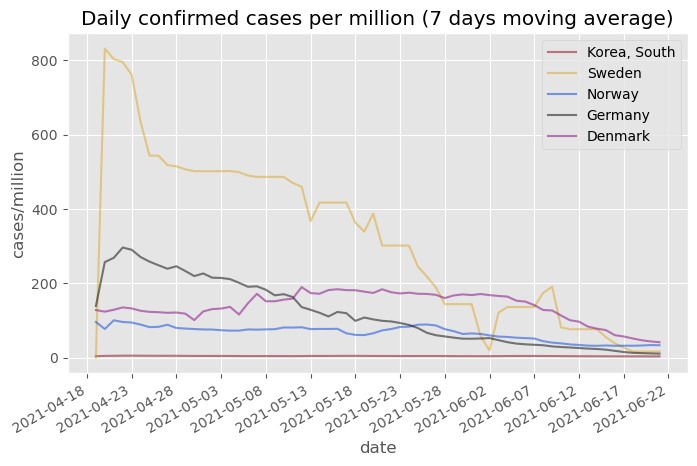 Daily confirmed cases per million (7 days moving average)
Korea, South
Sweden
Norway
Germany
Denmark
cases/million
800
600
400
200
0
2021-04-18
2021-04-23
2021-04-28
2021-05-03
2021-05-08
2021-05-13
2021-05-18
2021-05-23
2021-05-28
2021-06-02
2021-06-07
2021-06-12
2021-06-17
2021-06-22
date